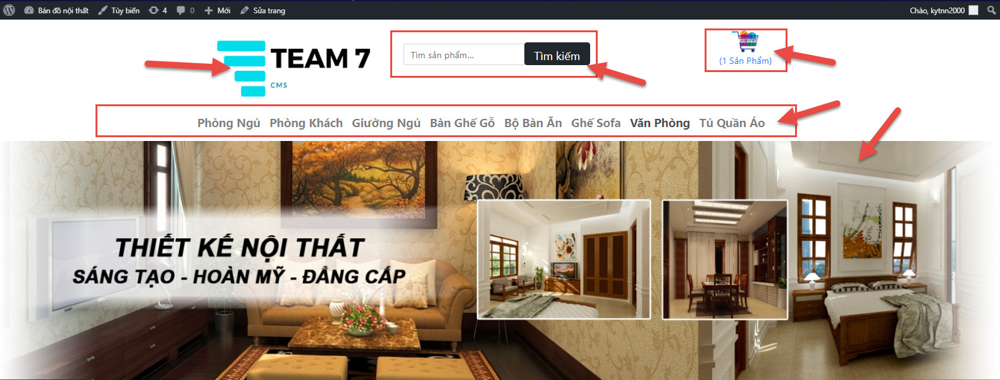 Bán đồ nội thất Tùy biến 4 0 Mới Sửa trang Chào, kytnn2000
TEAM 7
CMS
Tìm sản phẩm... Tìm kiếm
(1 Sản Phẩm)
Phòng Ngủ Phòng Khách Giường Ngủ Bàn Ghế Gỗ Bộ Bàn Ăn Ghế Sofa Văn Phòng Tủ Quần Áo
THIẾT KẾ NỘI THẤT
SÁNG TẠO - HOÀN MỸ - ĐẲNG CẤP